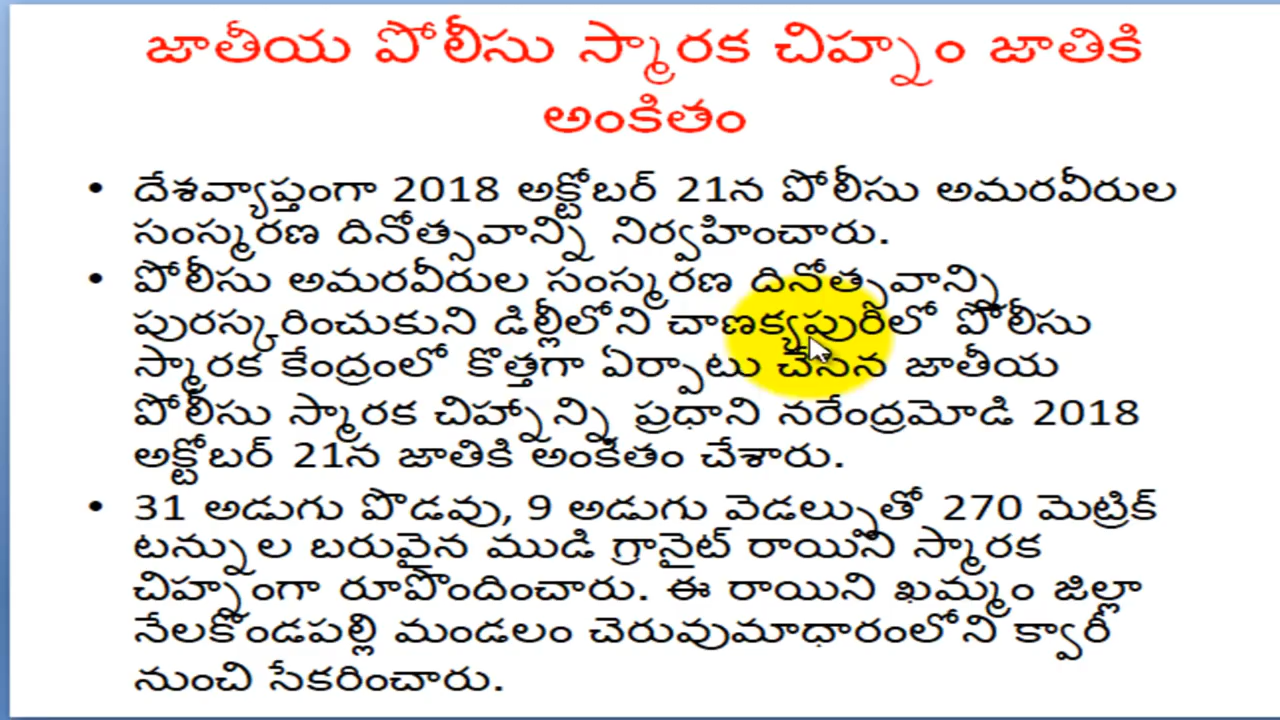 జాతీయ పోలీసు స్మారక చిహ్నం జాతికి
అంకితం
• దేశవ్యాప్తంగా 2018 అక్టోబర్ 21న పోలీసు అమరవీరుల
సంస్మరణ దినోత్సవాన్ని నిర్వహించారు.
• పోలీసు అమరవీరుల సంస్మరణ దినోత్సవాన్ని
పురస్కరించుకుని డిల్లీలోని చాణక్యపురిలో పోలీసు
స్మారక కేంద్రంలో కొత్తగా ఏర్పాటు చేసిన జాతీయ
పోలీసు స్మారక చిహ్నాన్ని ప్రధాని నరేంద్రమోడి 2018
అక్టోబర్ 21న జాతికి అంకితం చేశారు.
• 31 అడుగు పొడవు, 9 అడుగు వెడల్పుతో 270 మెట్రిక్
టన్నుల బరువైన ముడి గ్రానైట్ రాయిని స్మారక
చిహ్నంగా రూపొందించారు. ఈ రాయిని ఖమ్మం జిల్లా
నేలకొండపల్లి మండలం చెరువుమాధారంలోని క్వారీ
నుంచి సేకరించారు.